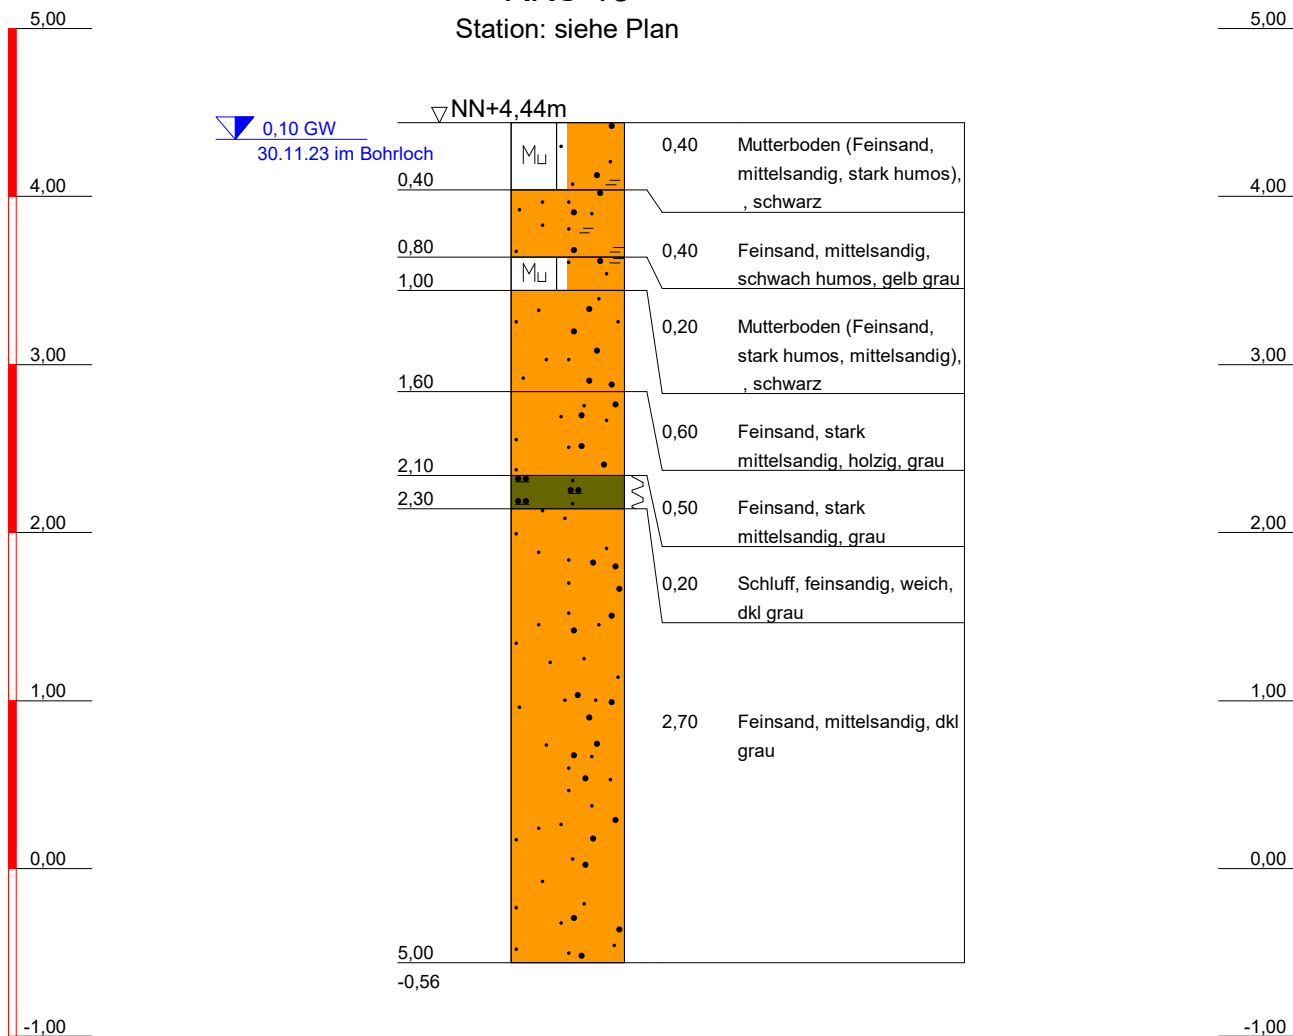 Station: siehe Plan
5,00
5,00
NN+4,44m
0,10 GW
30.11.23 im Bohrloch
Mu
0,40
Mutterboden (Feinsand,
mittelsandig, stark humos),
, schwarz
0,40
4,00
4,00
0,80
0,40
Feinsand, mittelsandig,
schwach humos, gelb grau
Mu
1,00
0,20
Mutterboden (Feinsand,
stark humos, mittelsandig),
, schwarz
3,00
3,00
1,60
0,60
Feinsand, stark
mittelsandig, holzig, grau
2,10
2,30
0,50
Feinsand, stark
mittelsandig, grau
2,00
2,00
0,20
Schluff, feinsandig, weich,
dkl grau
1,00
1,00
2,70
Feinsand, mittelsandig, dkl
grau
0,00
0,00
5,00
-0,56
-1,00
-1,00